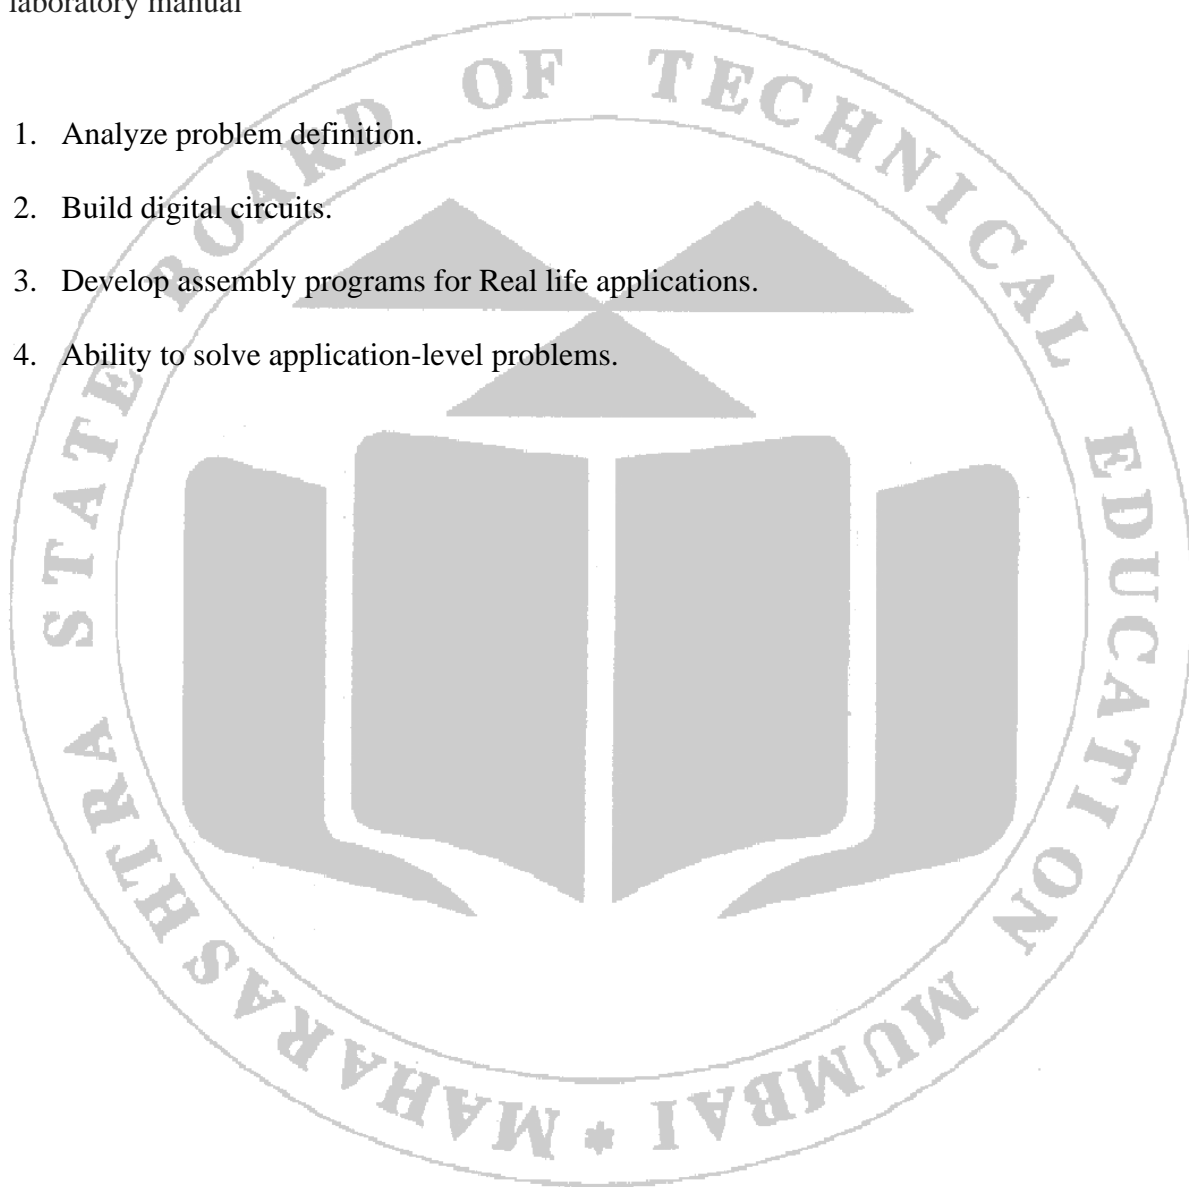 laboratory manual
1. Analyze problem definition.
2. Build digital circuits.
3. Develop assembly programs for Real life applications.
4. Ability to solve application-level problems.
MAHARASHTRA STATE BOARD OF TECHNICAL EDUCATION MUMBAI *